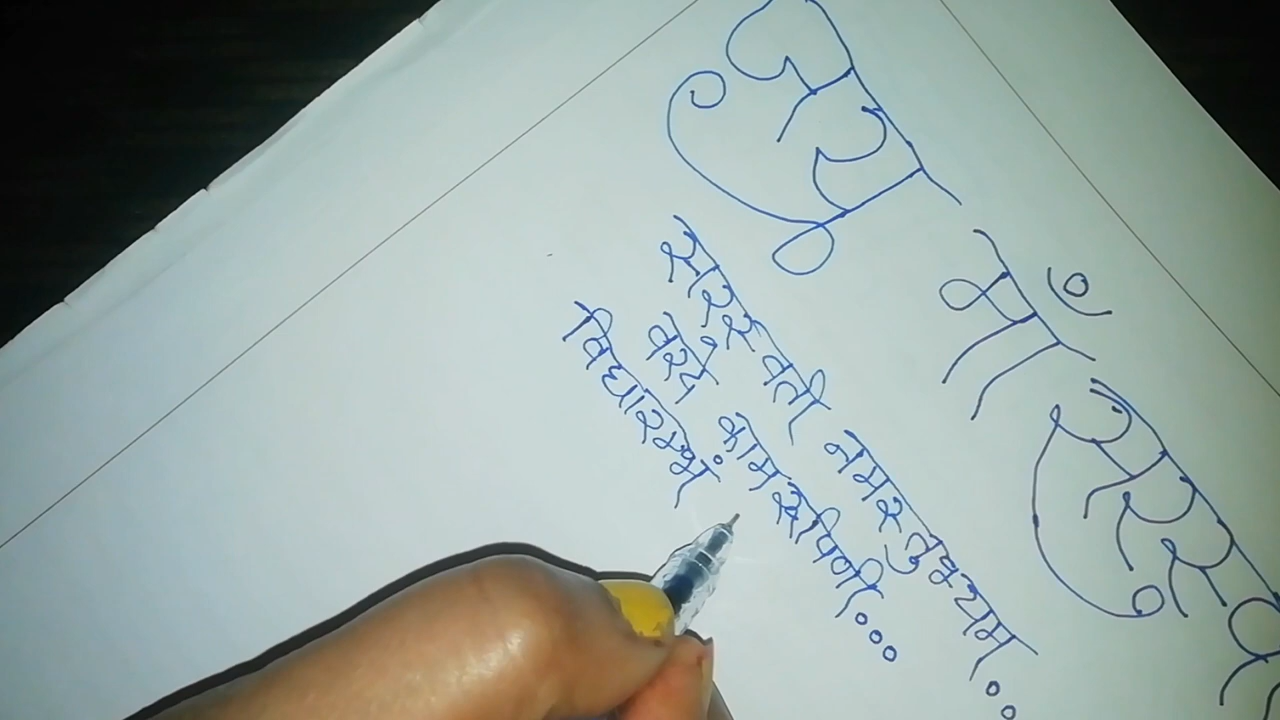 जय माँ सरस्व
सरस्वती नमस्तुभ्यम...
वरदे कामरूपिणी...
विद्यारम्भं